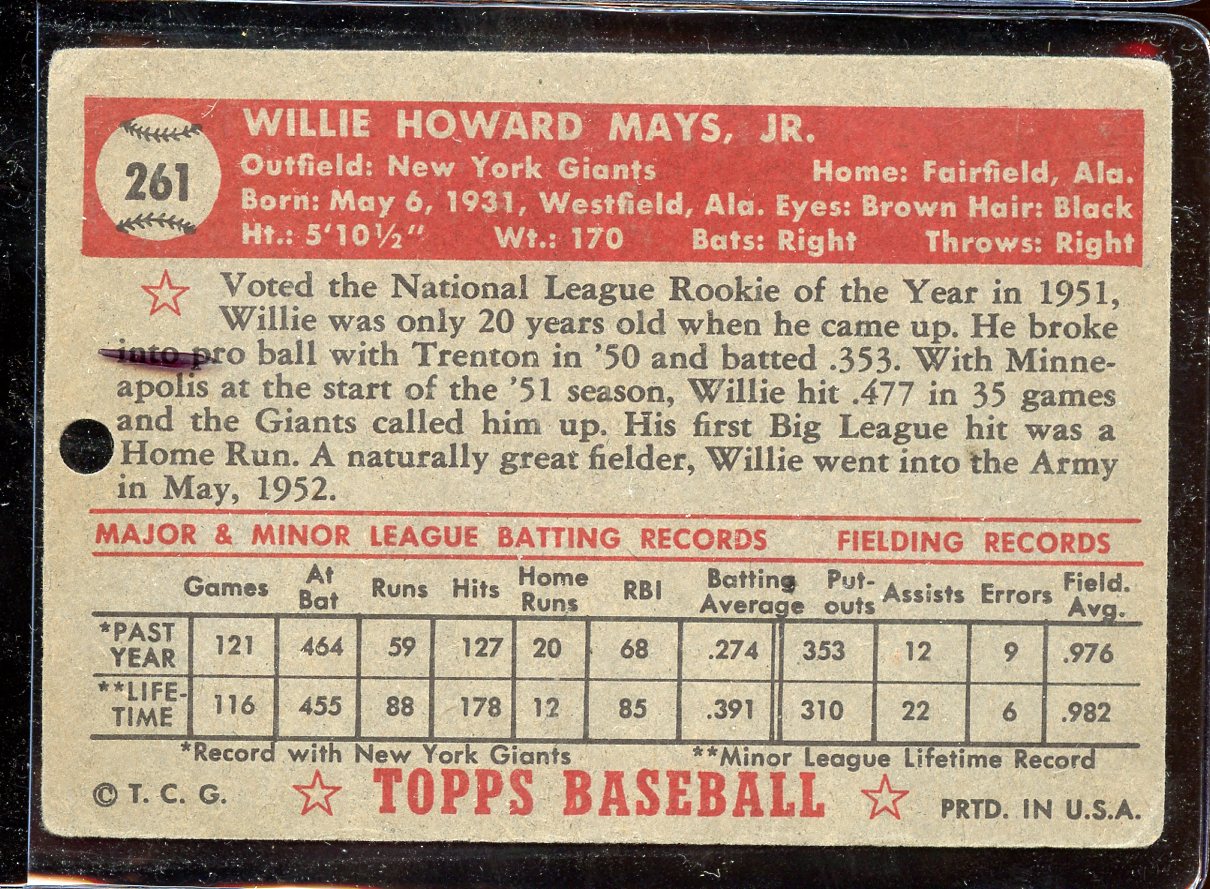 261
WILLIE HOWARD MAYS, JR.
Outfield: New York Giants Home: Fairfield, Ala.
Born: May 6, 1931, Westfield, Ala. Eyes: Brown Hair: Black
Ht.: 5'10½" Wt.: 170 Bats: Right Throws: Right
Voted the National League Rookie of the Year in 1951,
Willie was only 20 years old when he came up. He broke
into pro ball with Trenton in '50 and batted .353. With Minne-
apolis at the start of the '51 season, Willie hit .477 in 35 games
and the Giants called him up. His first Big League hit was a
Home Run. A naturally great fielder, Willie went into the Army
in May, 1952.
MAJOR & MINOR LEAGUE BATTING RECORDS FIELDING RECORDS
Games At Bat Runs Hits Home Runs RBI Batting Average Put-outs Assists Errors Field. Avg.
*PAST YEAR 121 464 59 127 20 68 .274 353 12 9 .976
**LIFE-TIME 116 455 88 178 12 85 .391 310 22 6 .982
*Record with New York Giants **Minor League Lifetime Record
© T. C. G. TOPPS BASEBALL PRTD. IN U.S.A.